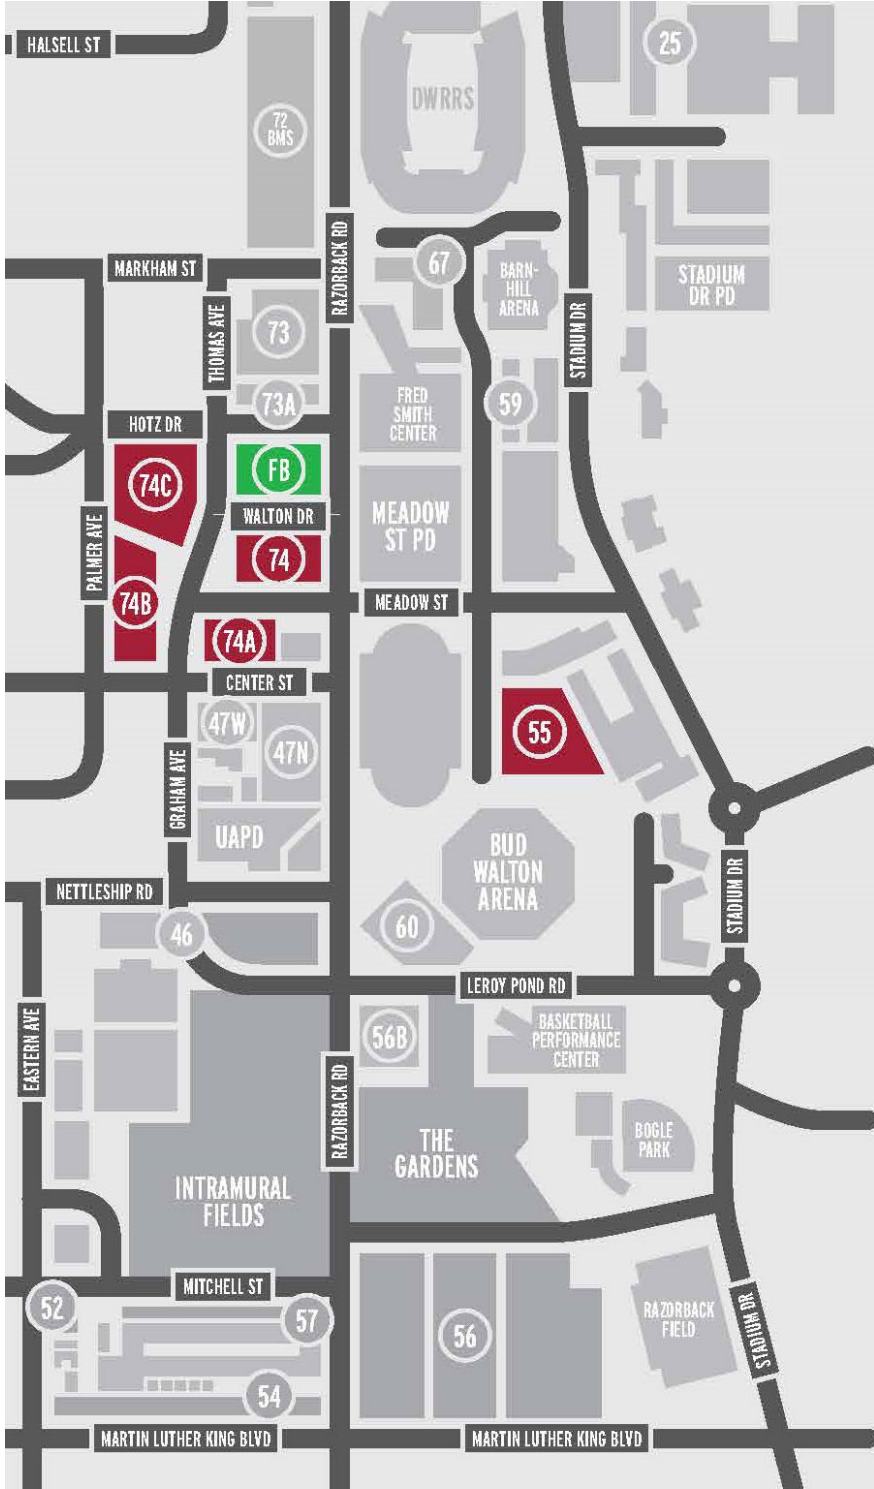 HALSELL ST
25
DWRRS
72
BMS
RAZORBACK RD
67
MARKHAM ST
BARN-
HILL
ARENA
STADIUM
DR PD
THOMAS AVE
73
STADIUM DR
73A
FRED
SMITH
CENTER
59
HOTZ DR
74C
FB
PALMER AVE
WALTON DR
MEADOW
ST PD
74
74B
MEADOW ST
74A
CENTER ST
47W
47N
55
GRAHAM AVE
UAPD
BUD
WALTON
ARENA
NETTLESHIP RD
STADIUM DR
46
60
LEROY POND RD
EASTERN AVE
56B
BASKETBALL
PERFORMANCE
CENTER
RAZORBACK RD
THE
GARDENS
BOGLE
PARK
INTRAMURAL
FIELDS
MITCHELL ST
52
57
56
RAZORBACK
FIELD
STADIUM DR
54
MARTIN LUTHER KING BLVD
MARTIN LUTHER KING BLVD